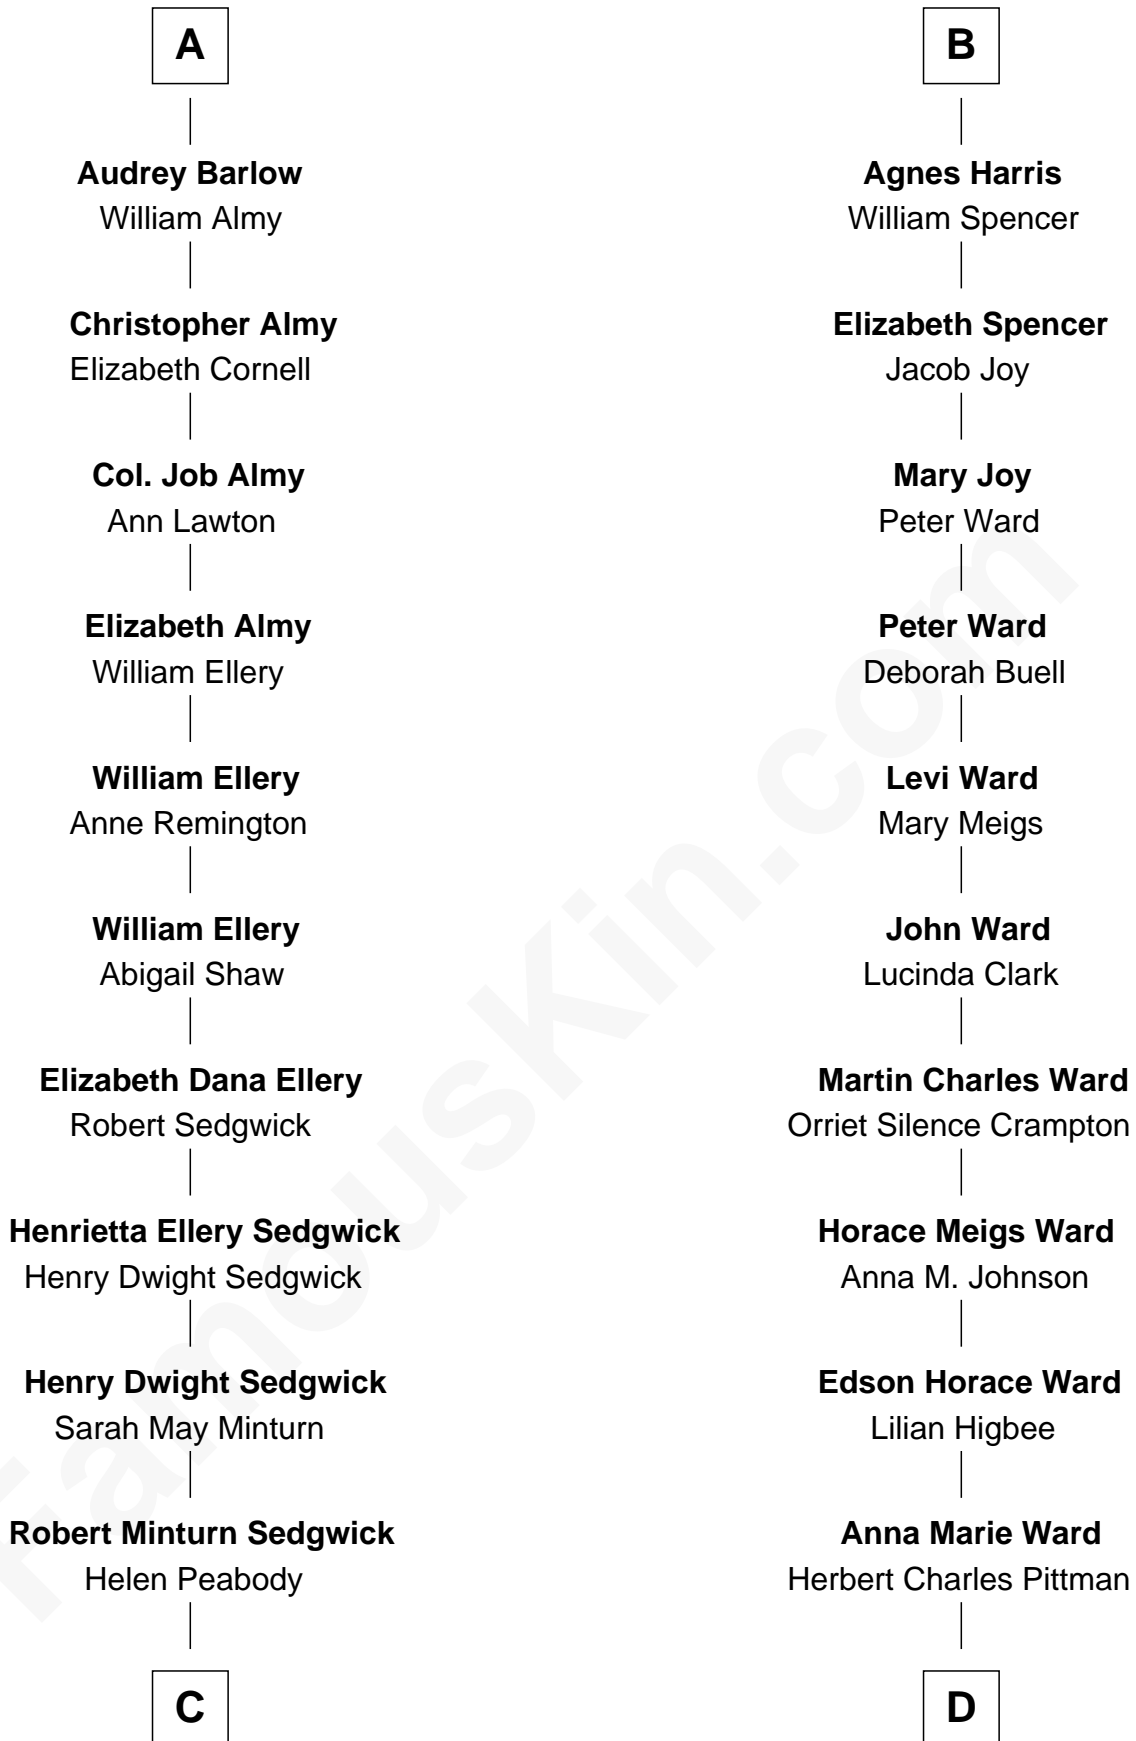 A
Audrey Barlow
William Almy
Christopher Almy
Elizabeth Cornell
Col. Job Almy
Ann Lawton
Elizabeth Almy
William Ellery
William Ellery
Anne Remington
William Ellery
Abigail Shaw
Elizabeth Dana Ellery
Robert Sedgwick
Henrietta Ellery Sedgwick
Henry Dwight Sedgwick
Henry Dwight Sedgwick
Sarah May Minturn
Robert Minturn Sedgwick
Helen Peabody
C
B
Agnes Harris
William Spencer
Elizabeth Spencer
Jacob Joy
Mary Joy
Peter Ward
Peter Ward
Deborah Buell
Levi Ward
Mary Meigs
John Ward
Lucinda Clark
Martin Charles Ward
Orriet Silence Crampton
Horace Meigs Ward
Anna M. Johnson
Edson Horace Ward
Lilian Higbee
Anna Marie Ward
Herbert Charles Pittman
D
FamousKin.com